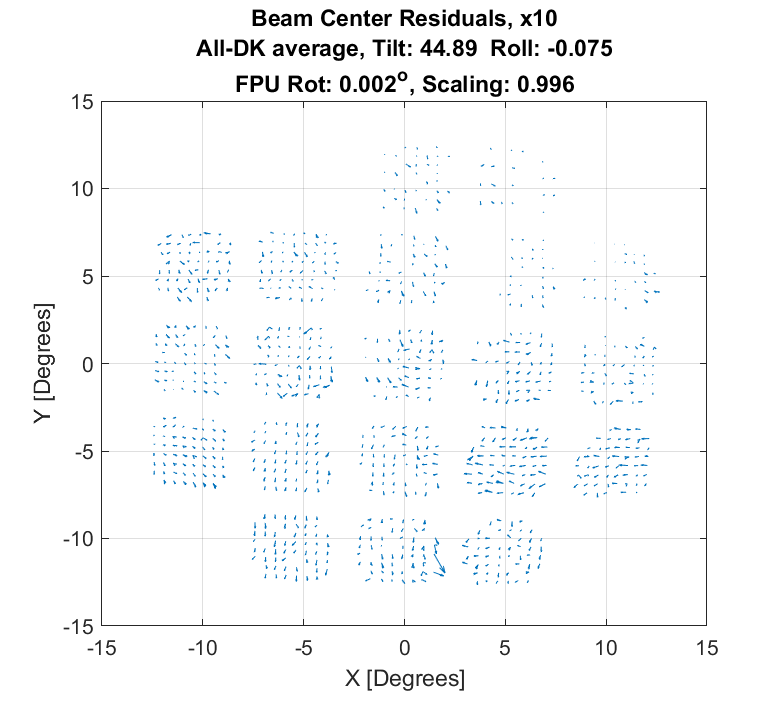 Beam Center Residuals, x10
All-DK average, Tilt: 44.89  Roll: -0.075
FPU Rot: 0.002°, Scaling: 0.996
15
10
5
0
-5
-10
-15
Y [Degrees]
-15 -10 -5 0 5 10 15
X [Degrees]